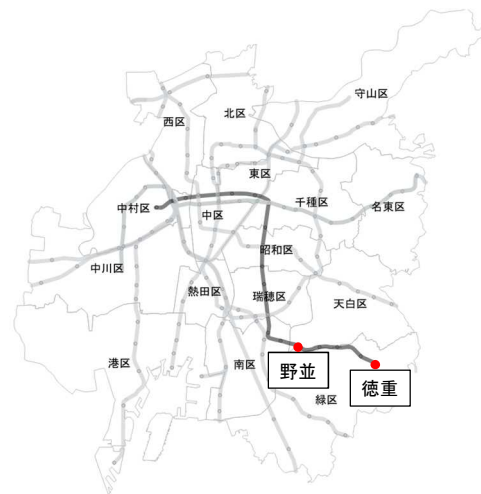 守山区
北区
西区
東区
千種区
名東区
中村区
中区
昭和区
中川区
熱田区
瑞穂区
天白区
港区
南区
野並
徳重
緑区